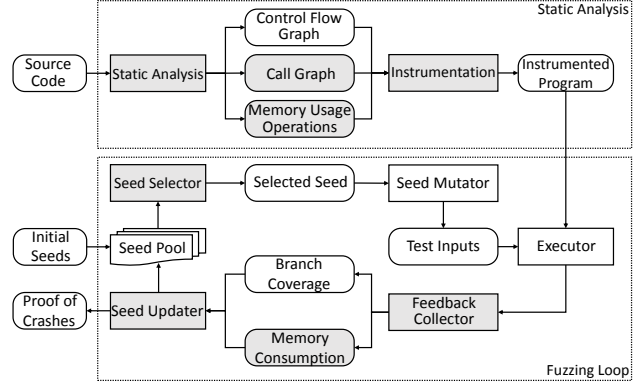 Static Analysis
Control Flow
Graph
Source
Code
Static Analysis
Call Graph
Instrumentation
Instrumented
Program
Memory Usage
Operations
Seed Selector
Selected Seed
Seed Mutator
Initial
Seeds
Seed Pool
Test Inputs
Executor
Branch
Coverage
Proof of
Crashes
Seed Updater
Feedback
Collector
Memory
Consumption
Fuzzing Loop